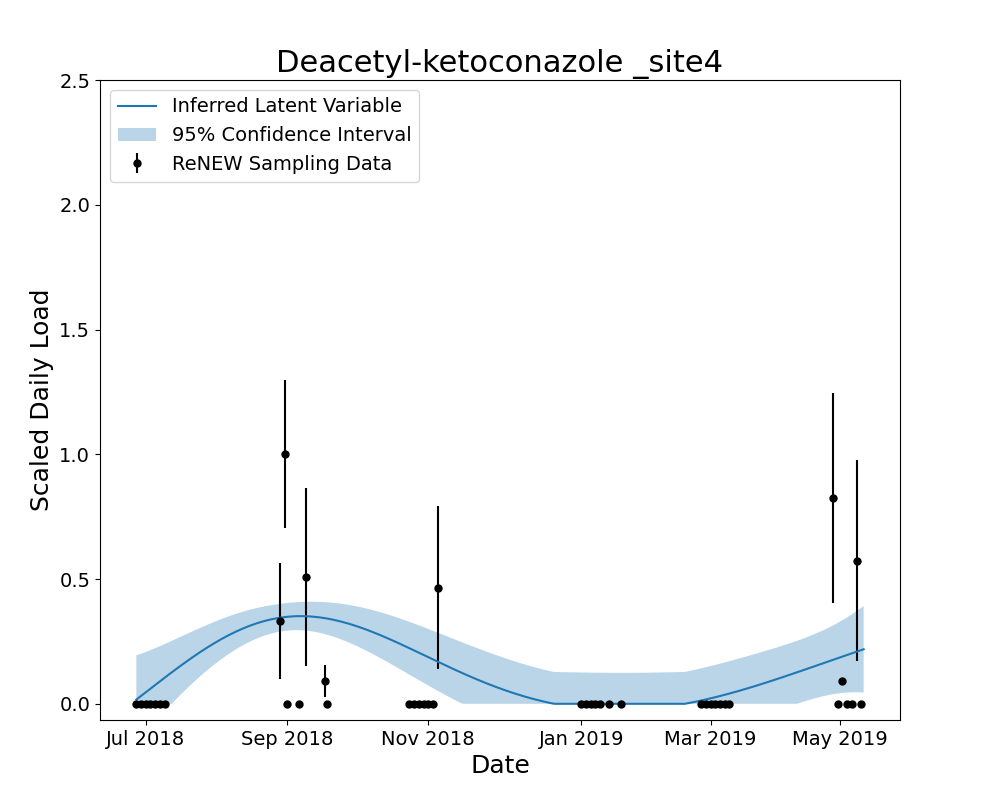 Deacetyl-ketoconazole _site4
2.5
2.0
1.5
1.0
0.5
0.0
Scaled Daily Load
Inferred Latent Variable
95% Confidence Interval
ReNEW Sampling Data
Jul 2018
Sep 2018
Nov 2018
Jan 2019
Mar 2019
May 2019
Date